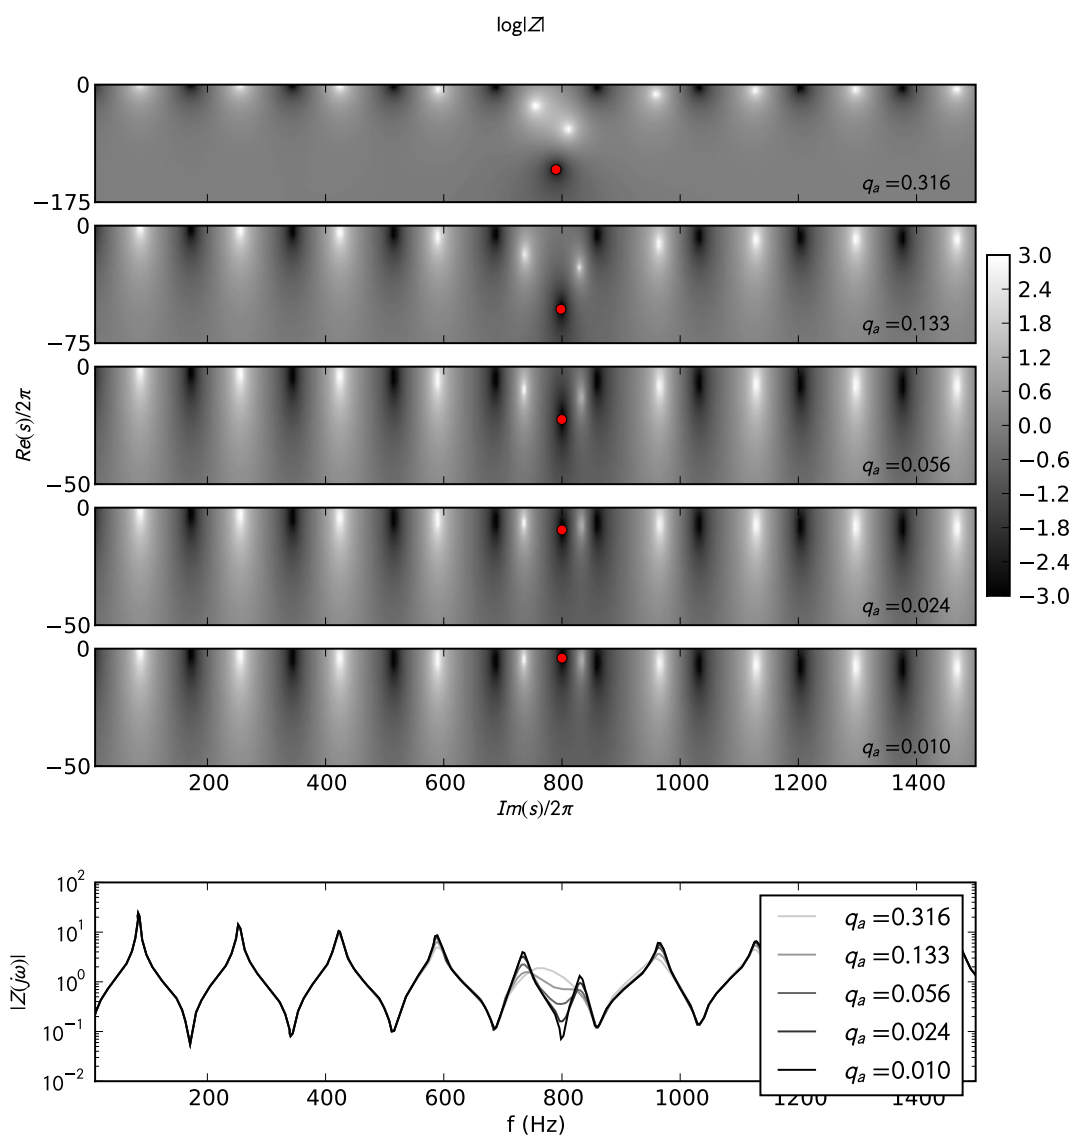 log|Z|
0
−175
q_a =0.316
0
−75
q_a =0.133
0
−50
q_a =0.056
0
−50
q_a =0.024
0
−50
q_a =0.010
Re(s)/2π
200 400 600 800 1000 1200 1400
Im(s)/2π
3.0
2.4
1.8
1.2
0.6
0.0
−0.6
−1.2
−1.8
−2.4
−3.0
10^2
10^1
10^0
10^−1
10^−2
|Z(jω)|
q_a =0.316
q_a =0.133
q_a =0.056
q_a =0.024
q_a =0.010
200 400 600 800 1000 1200 1400
f (Hz)